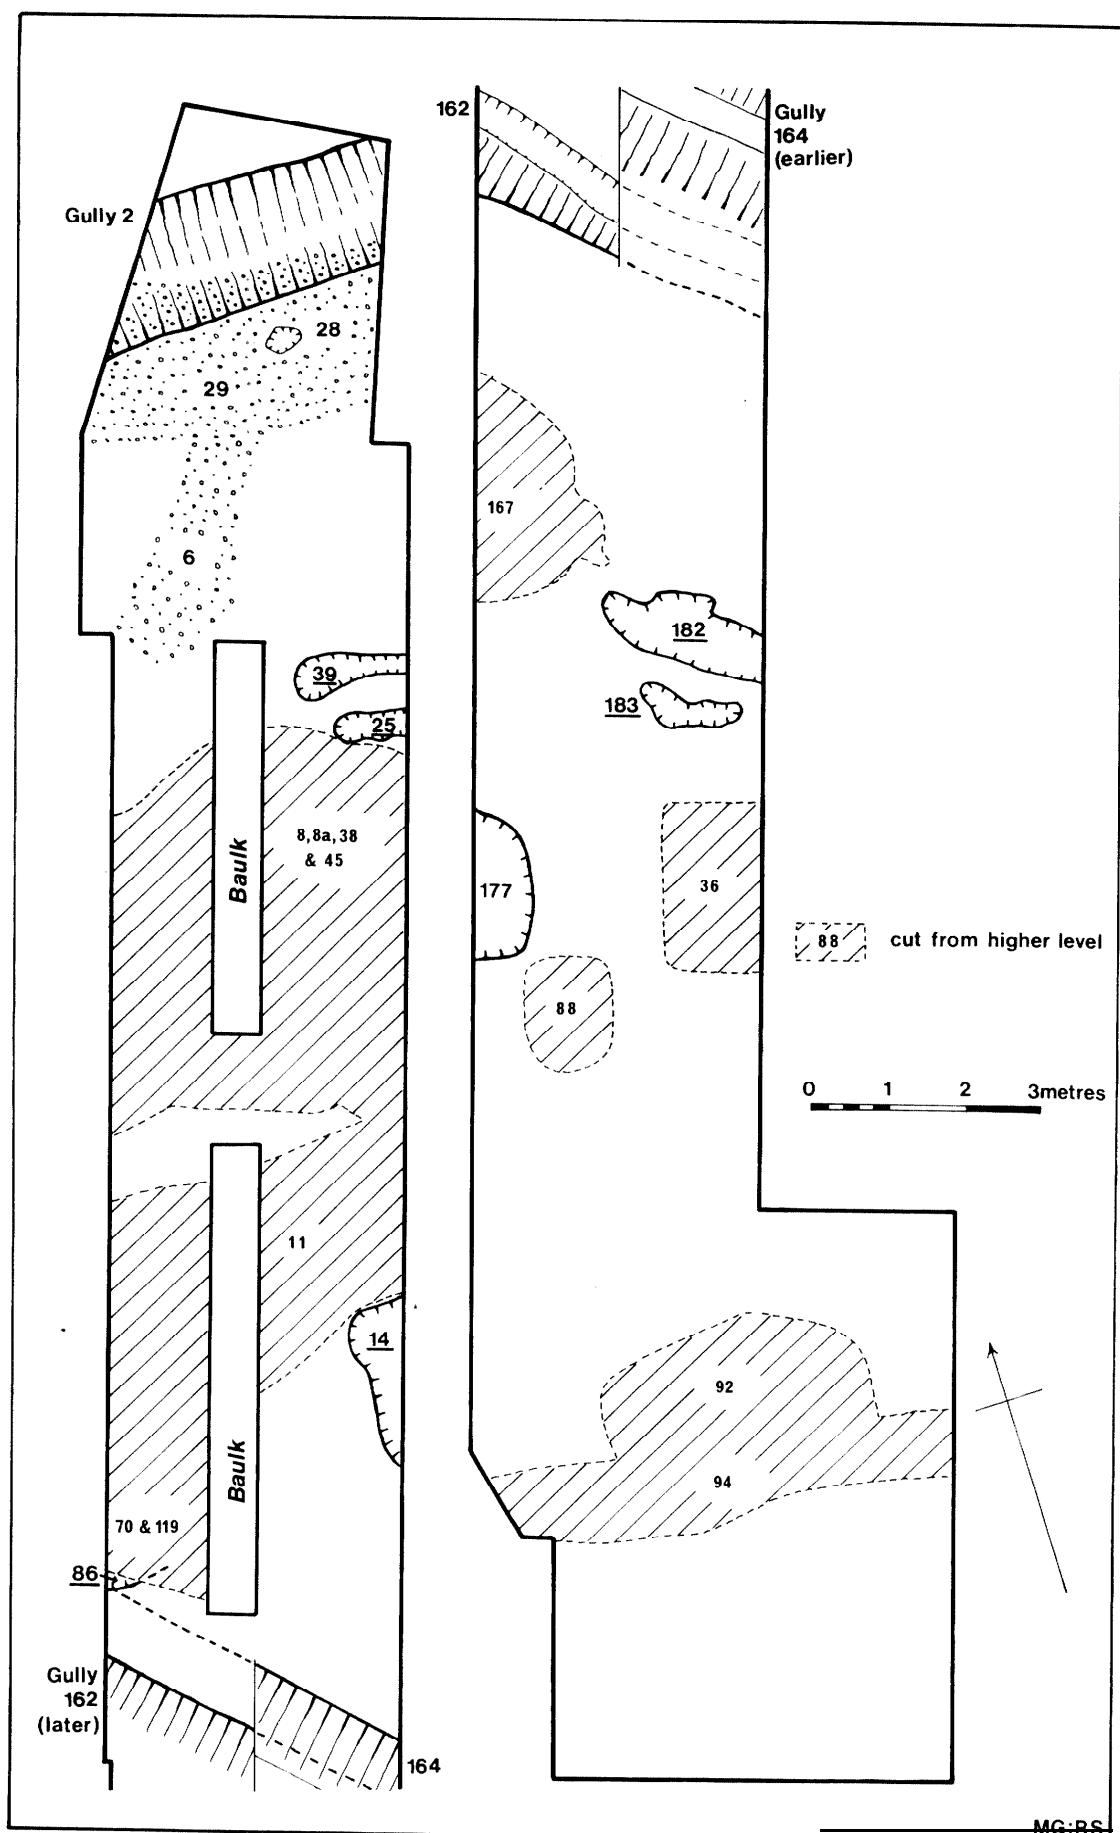 162
Gully
164
(earlier)
Gully 2
28
29
6
167
182
183
39
25
8,8a,38
& 45
Baulk
177
36
88
88 cut from higher level
0 1 2 3metres
11
14
92
94
Baulk
70 & 119
86
Gully
162
(later)
164
MG:RS